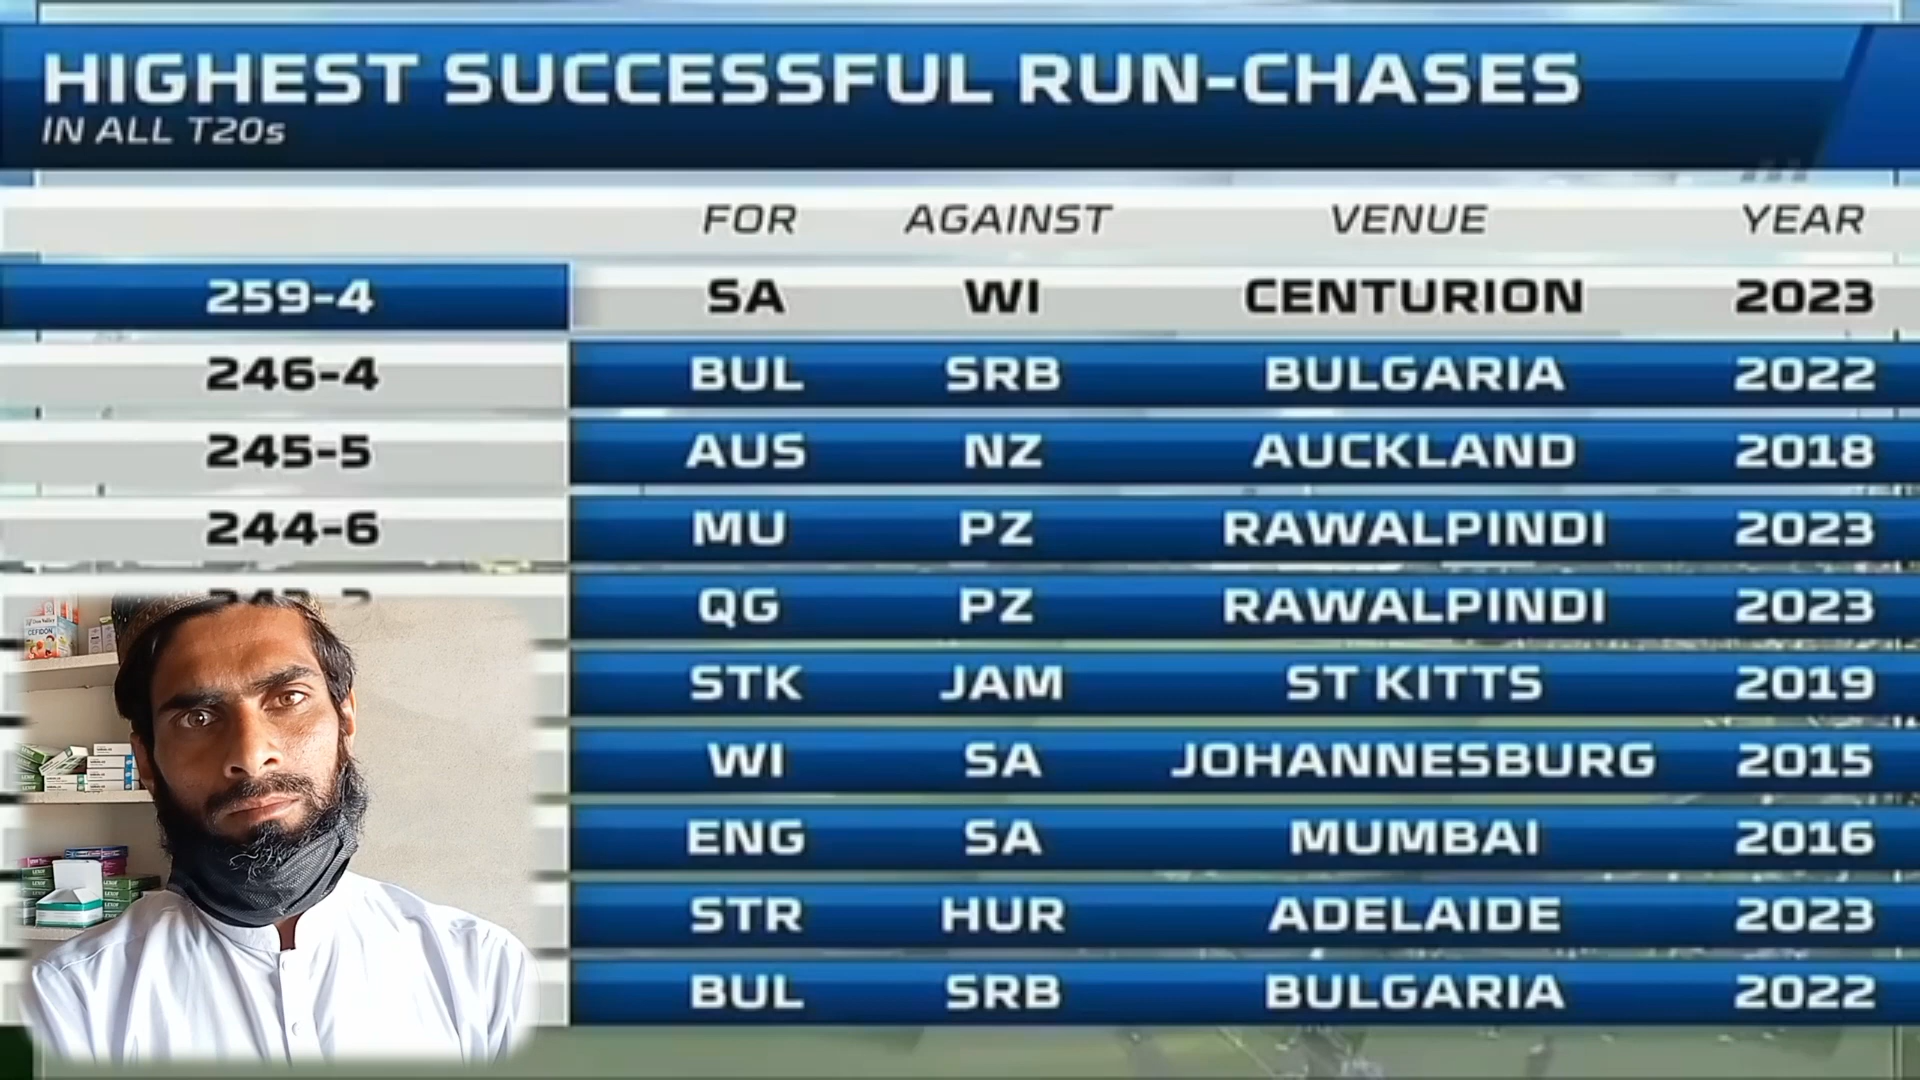 HIGHEST SUCCESSFUL RUN-CHASES
IN ALL T20s
FOR AGAINST VENUE YEAR
259-4 SA WI CENTURION 2023
246-4 BUL SRB BULGARIA 2022
245-5 AUS NZ AUCKLAND 2018
244-6 MU PZ RAWALPINDI 2023
QG PZ RAWALPINDI 2023
STK JAM ST KITTS 2019
WI SA JOHANNESBURG 2015
ENG SA MUMBAI 2016
STR HUR ADELAIDE 2023
BUL SRB BULGARIA 2022
CEFIDON